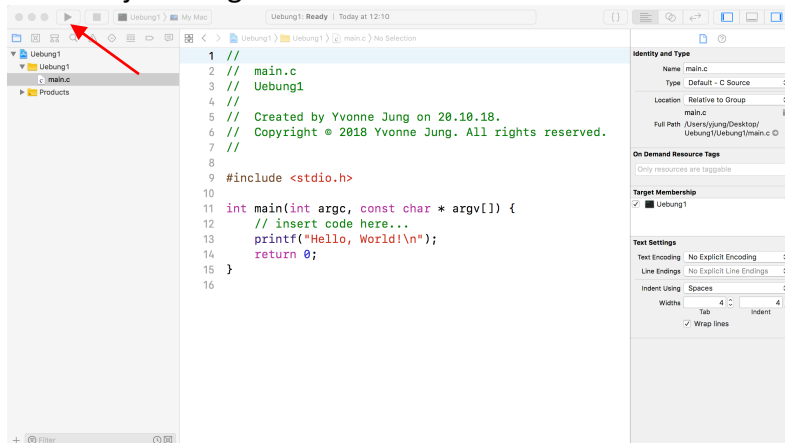 Uebung1 〉 My Mac
Uebung1: Ready | Today at 12:10
Uebung1
Uebung1
main.c
Products
Filter
Uebung1 〉 Uebung1 〉 main.c 〉 No Selection
1 //
2 //  main.c
3 //  Uebung1
4 //
5 //  Created by Yvonne Jung on 20.10.18.
6 //  Copyright © 2018 Yvonne Jung. All rights reserved.
7 //
8
9 #include <stdio.h>
10
11 int main(int argc, const char * argv[]) {
12     // insert code here...
13     printf("Hello, World!\n");
14     return 0;
15 }
16
Identity and Type
Name main.c
Type Default - C Source
Location Relative to Group
main.c
Full Path /Users/yjung/Desktop/
Uebung1/Uebung1/main.c
On Demand Resource Tags
Only resources are taggable
Target Membership
Uebung1
Text Settings
Text Encoding No Explicit Encoding
Line Endings No Explicit Line Endings
Indent Using Spaces
Widths 4 4
Tab Indent
Wrap lines